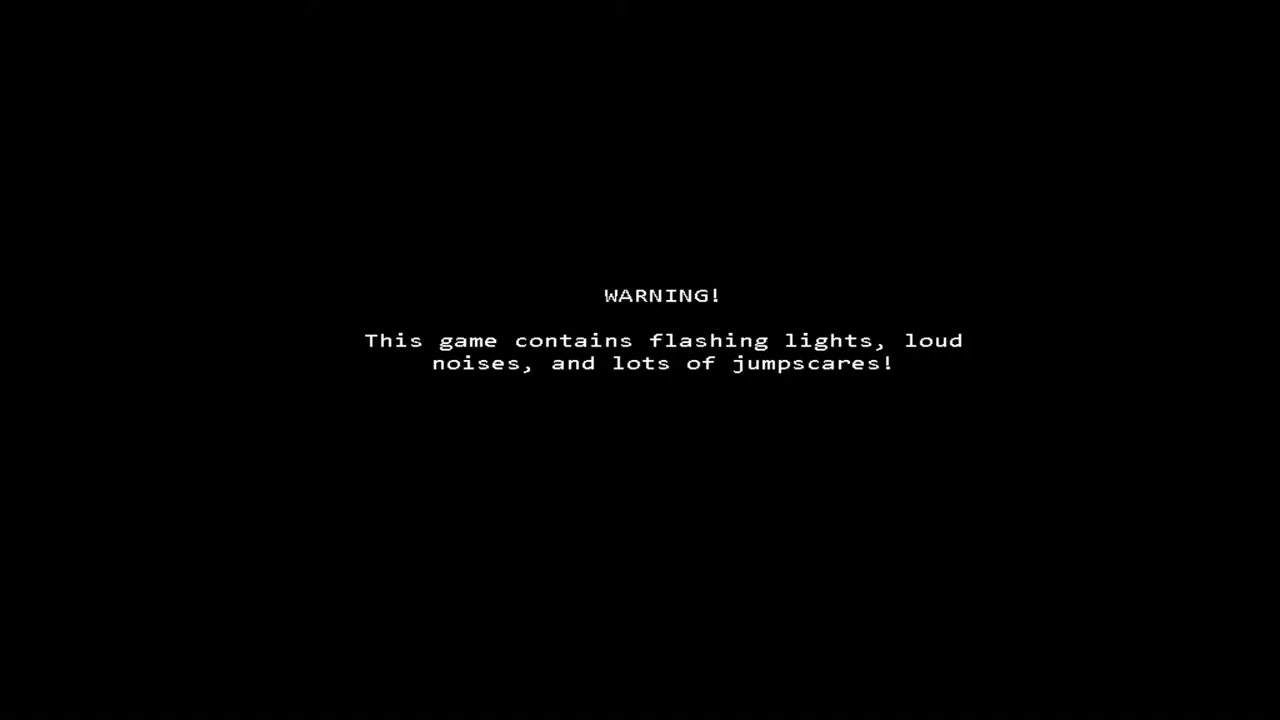 WARNING!
This game contains flashing lights, loud
noises, and lots of jumpscares!